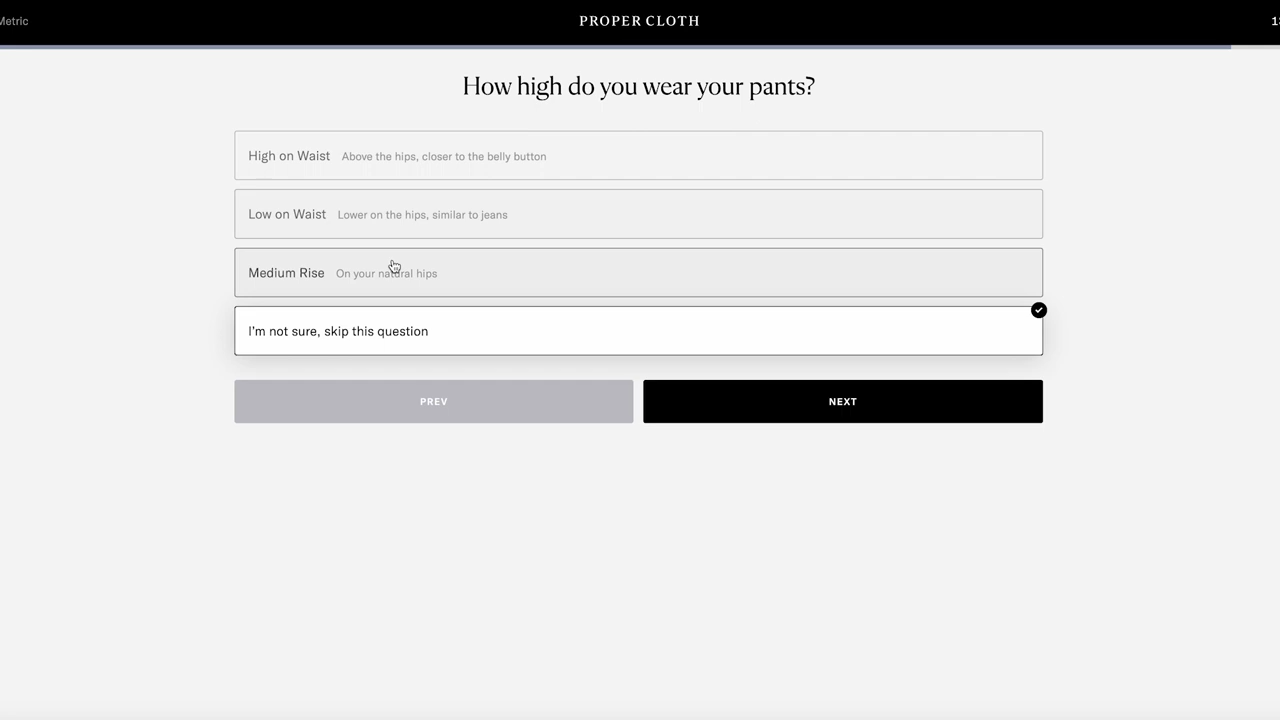 Metric
PROPER CLOTH
How high do you wear your pants?
High on Waist Above the hips, closer to the belly button
Low on Waist Lower on the hips, similar to jeans
Medium Rise On your natural hips
I'm not sure, skip this question
PREV NEXT